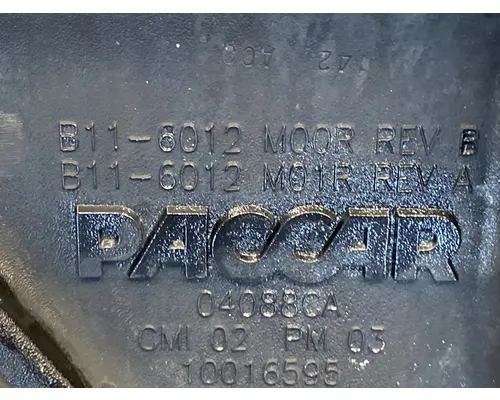 B11-6012 M00R REV B
B11-6012 M01R REV A
PACCAR
04088CA
CMI 02 PM 03
10016595